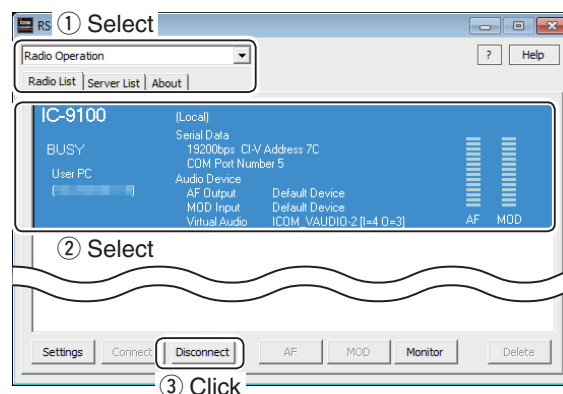 RS
① Select
Radio Operation
? Help
Radio List Server List About
IC-9100 (Local)
Serial Data
BUSY 19200bps CI-V Address 7C
COM Port Number 5
User PC
Audio Device
AF Output Default Device
MOD Input Default Device
Virtual Audio ICOM_VAUDIO-2 [I=4 O=3] AF MOD
② Select
Settings Connect Disconnect AF MOD Monitor Delete
③ Click